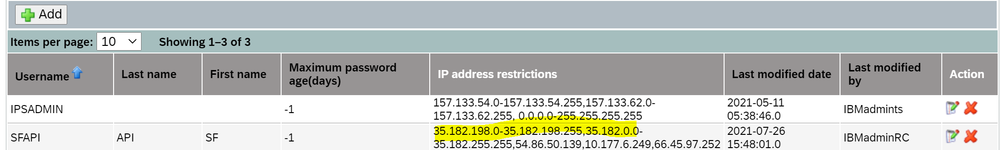 Add
Items per page: 10 Showing 1–3 of 3
Username Last name First name Maximum password age(days) IP address restrictions Last modified date Last modified by Action
IPSADMIN -1 157.133.54.0-157.133.54.255,157.133.62.0- 2021-05-11 IBMadmints
157.133.62.255, 0.0.0.0-255.255.255.255 05:38:46.0
SFAPI API SF -1 35.182.198.0-35.182.198.255,35.182.0.0- 2021-07-26 IBMadminRC
35.182.255.255,54.86.50.139,10.177.6.249,66.45.97.252 15:48:01.0